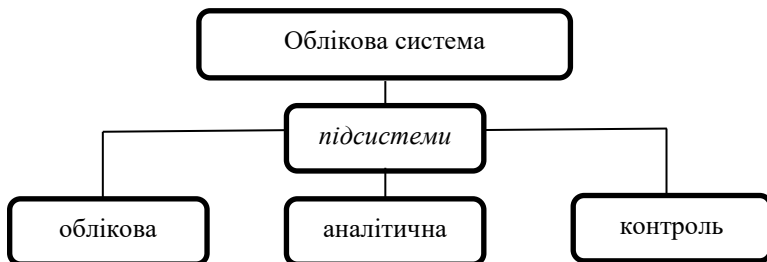 Облікова система
підсистеми
облікова
аналітична
контроль